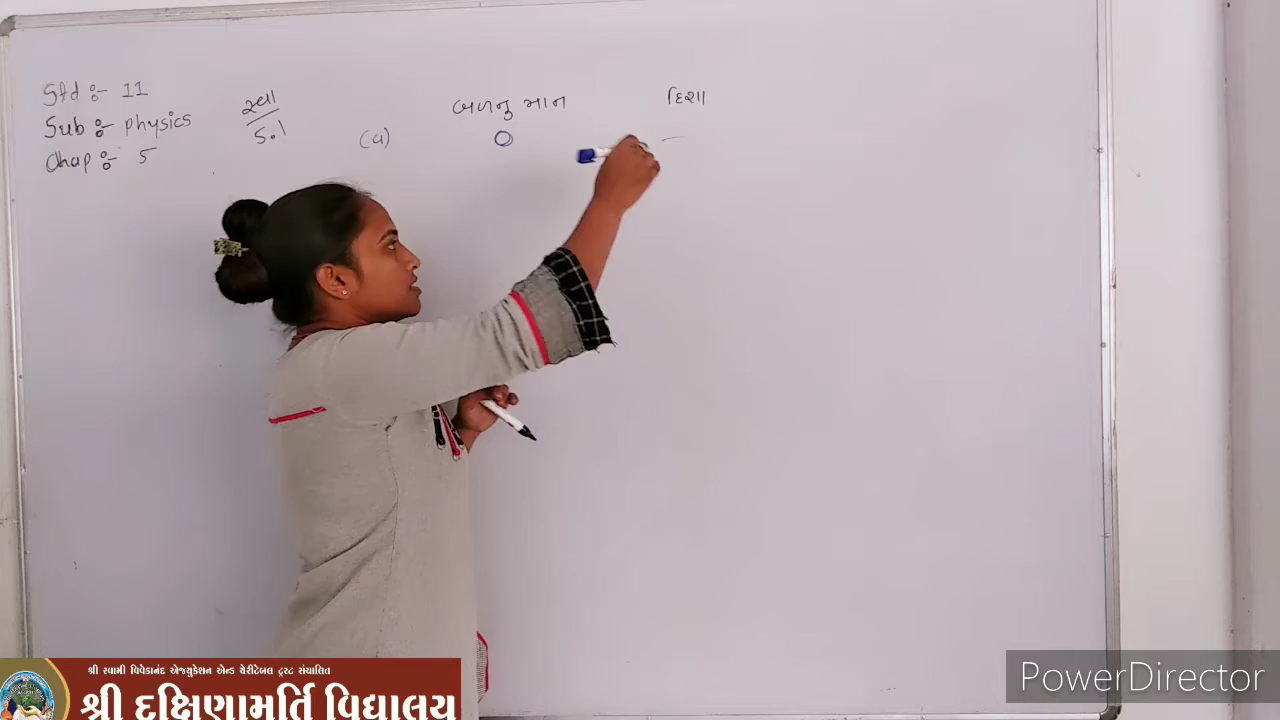 Std :- 11
Sub :- physics
Chap :- 5
સ્વા
5.1
(a)
બળનુ માન
દિશા
0
—
શ્રી સ્વામી વિવેકાનંદ એજ્યુકેશન એન્ડ ચેરીટેબલ ટ્રસ્ટ સંચાલિત
શ્રી દક્ષિણામૂર્તિ વિદ્યાલય
PowerDirector